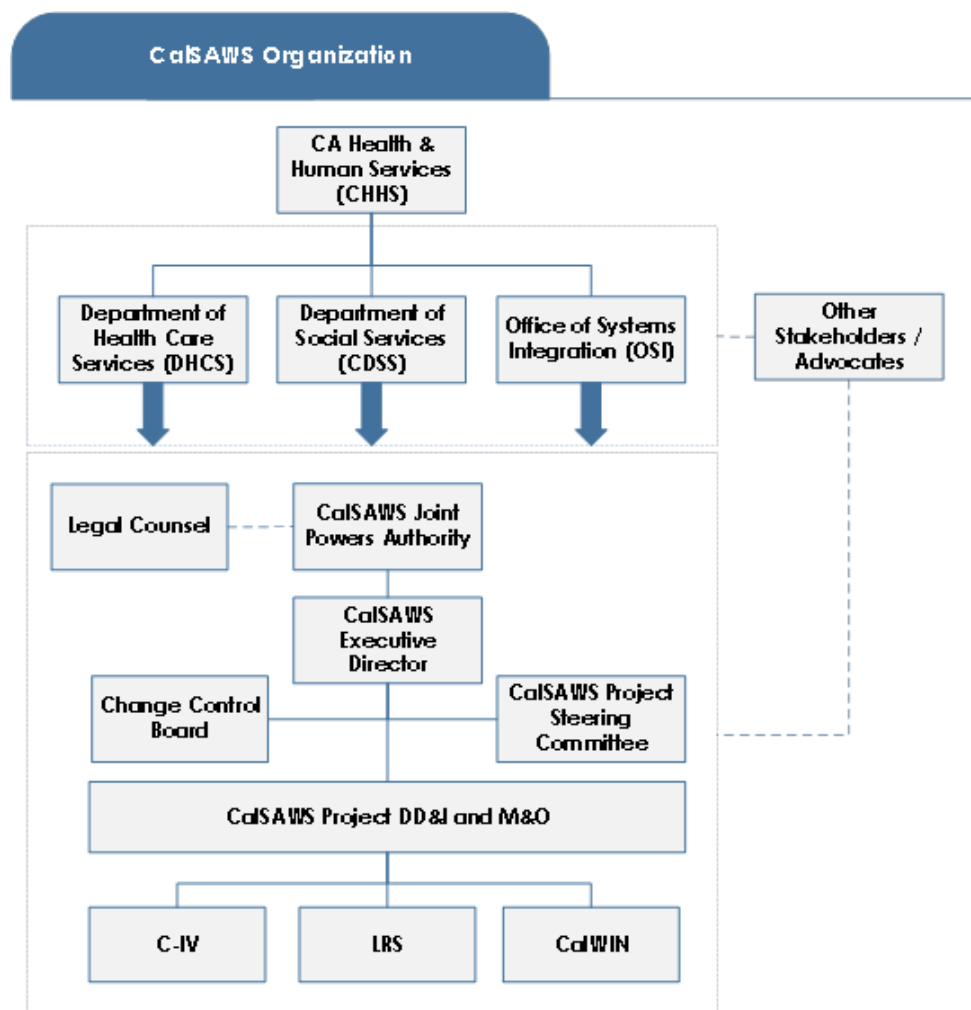 CalSAWS Organization
CA Health &
Human Services
(CHHS)
Department of
Health Care
Services (DHCS)
Department of
Social Services
(CDSS)
Office of Systems
Integration (OSI)
Other
Stakeholders /
Advocates
Legal Counsel
CalSAWS Joint
Powers Authority
CalSAWS
Executive
Director
Change Control
Board
CalSAWS Project
Steering
Committee
CalSAWS Project DD&I and M&O
C-IV
LRS
CalWIN